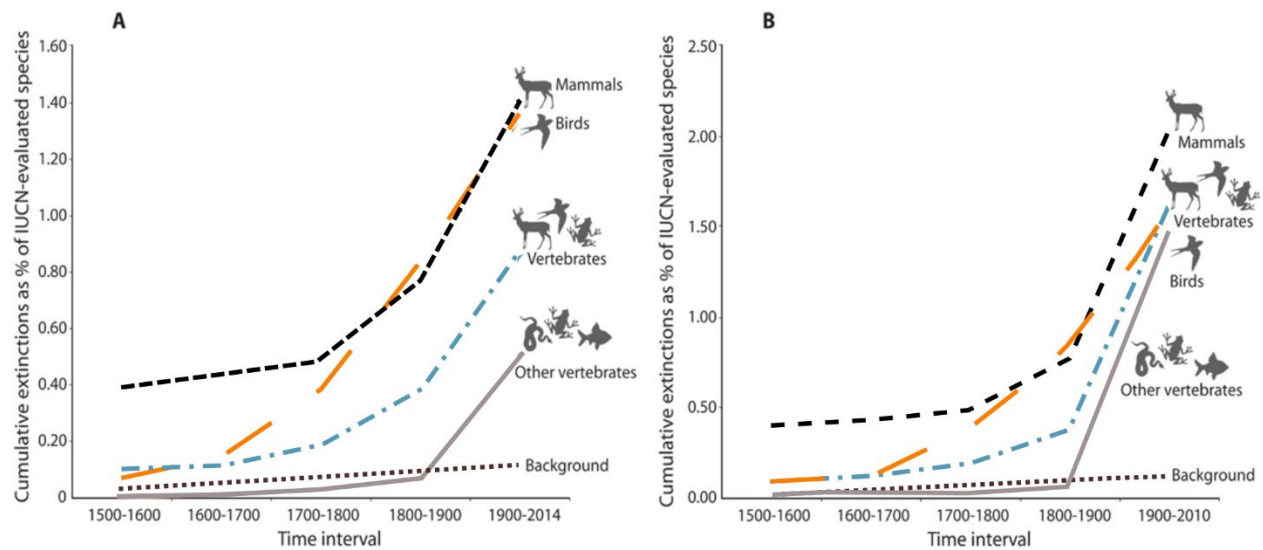 A
Cumulative extinctions as % of IUCN-evaluated species
1.60
1.40
1.20
1.00
0.80
0.60
0.40
0.20
0
Mammals
Birds
Vertebrates
Other vertebrates
Background
1500-1600
1600-1700
1700-1800
1800-1900
1900-2014
Time interval
B
Cumulative extinctions as % of IUCN-evaluated species
2.50
2.00
1.50
1.00
0.50
0.00
Mammals
Vertebrates
Birds
Other vertebrates
Background
1500-1600
1600-1700
1700-1800
1800-1900
1900-2010
Time interval